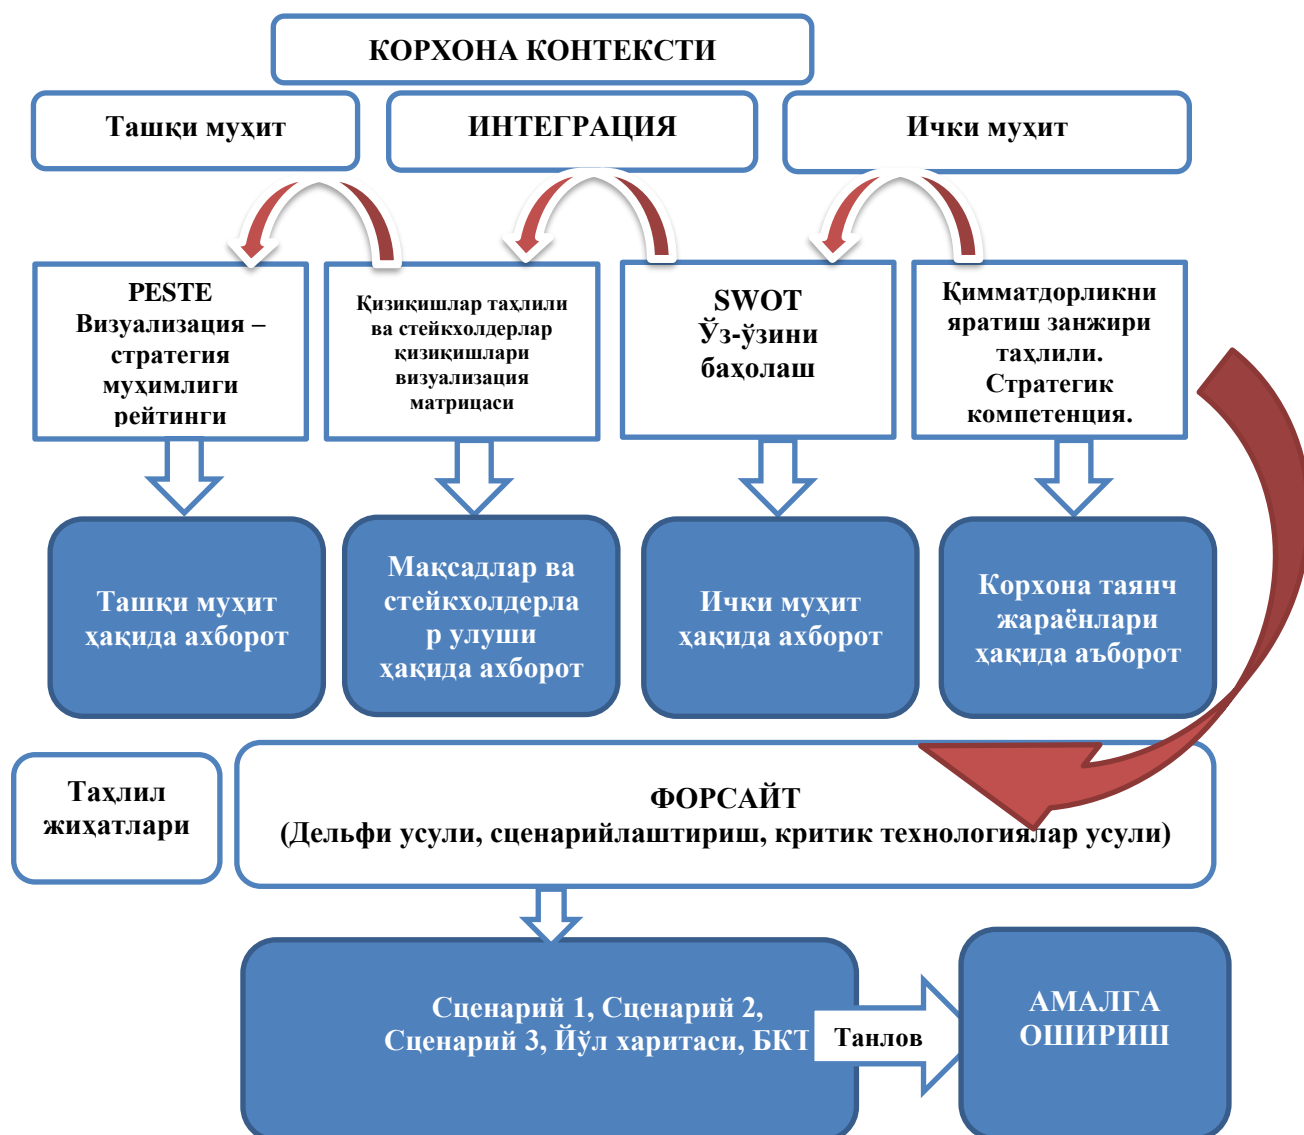 КОРХОНА КОНТЕКСТИ
Ташқи муҳит
ИНТЕГРАЦИЯ
Ички муҳит
PESTE
Визуализация –
стратегия
муҳимлиги
рейтинги
Қизиқишлар таҳлили
ва стейкхолдерлар
қизиқишлари
визуализация
матрицаси
SWOT
Ўз-ўзини
баҳолаш
Қимматдорликни
яратиш занжири
таҳлили.
Стратегик
компетенция.
Ташқи муҳит
ҳақида ахборот
Мақсадлар ва
стейкхолдерла
р улуши
ҳақида ахборот
Ички муҳит
ҳақида ахборот
Корхона таянч
жараёнлари
ҳақида аъборот
Таҳлил
жиҳатлари
ФОРСАЙТ
(Дельфи усули, сценарийлаштириш, критик технологиялар усули)
Сценарий 1, Сценарий 2,
Сценарий 3, Йўл харитаси, БКТ
Танлов
АМАЛГА
ОШИРИШ